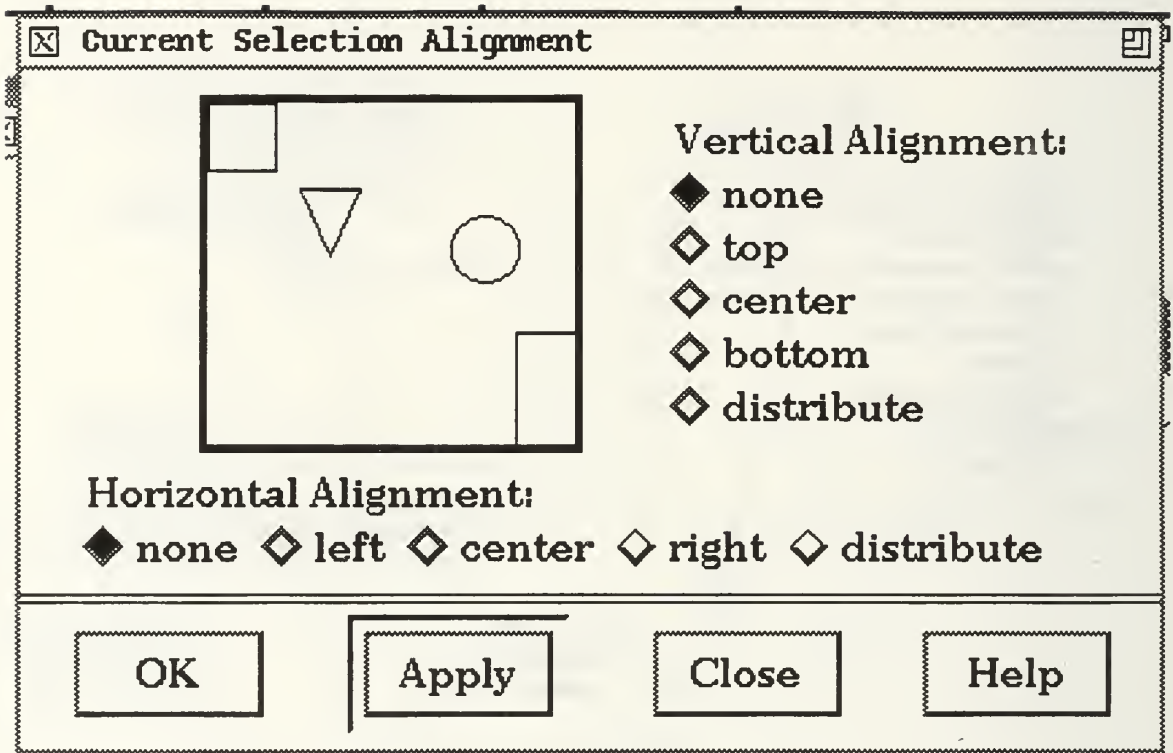 Current Selection Alignment
Vertical Alignment:
none
top
center
bottom
distribute
Horizontal Alignment:
none left center right distribute
OK Apply Close Help